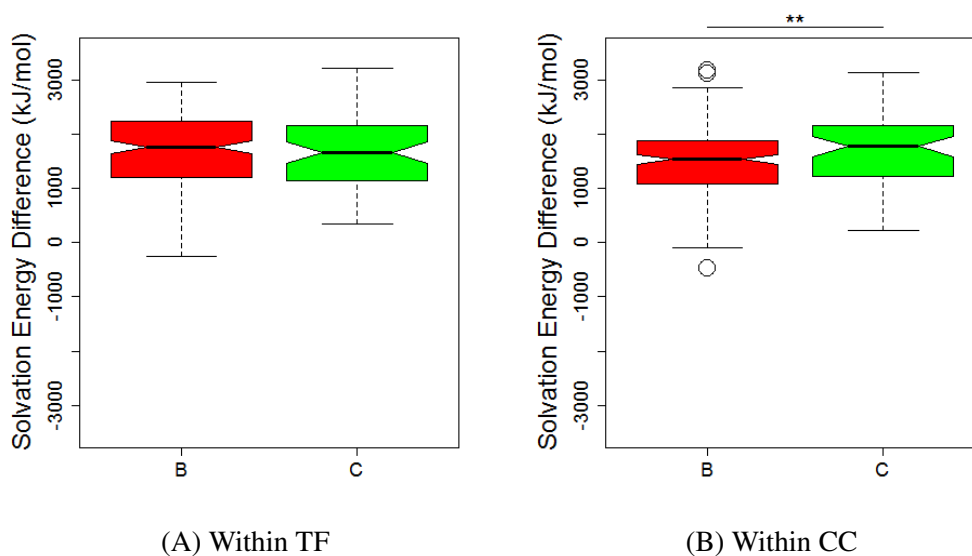 **
Solvation Energy Difference (kJ/mol)
3000
1000
0
-1000
-3000
B
C
Solvation Energy Difference (kJ/mol)
3000
1000
0
-1000
-3000
B
C
(A) Within TF
(B) Within CC